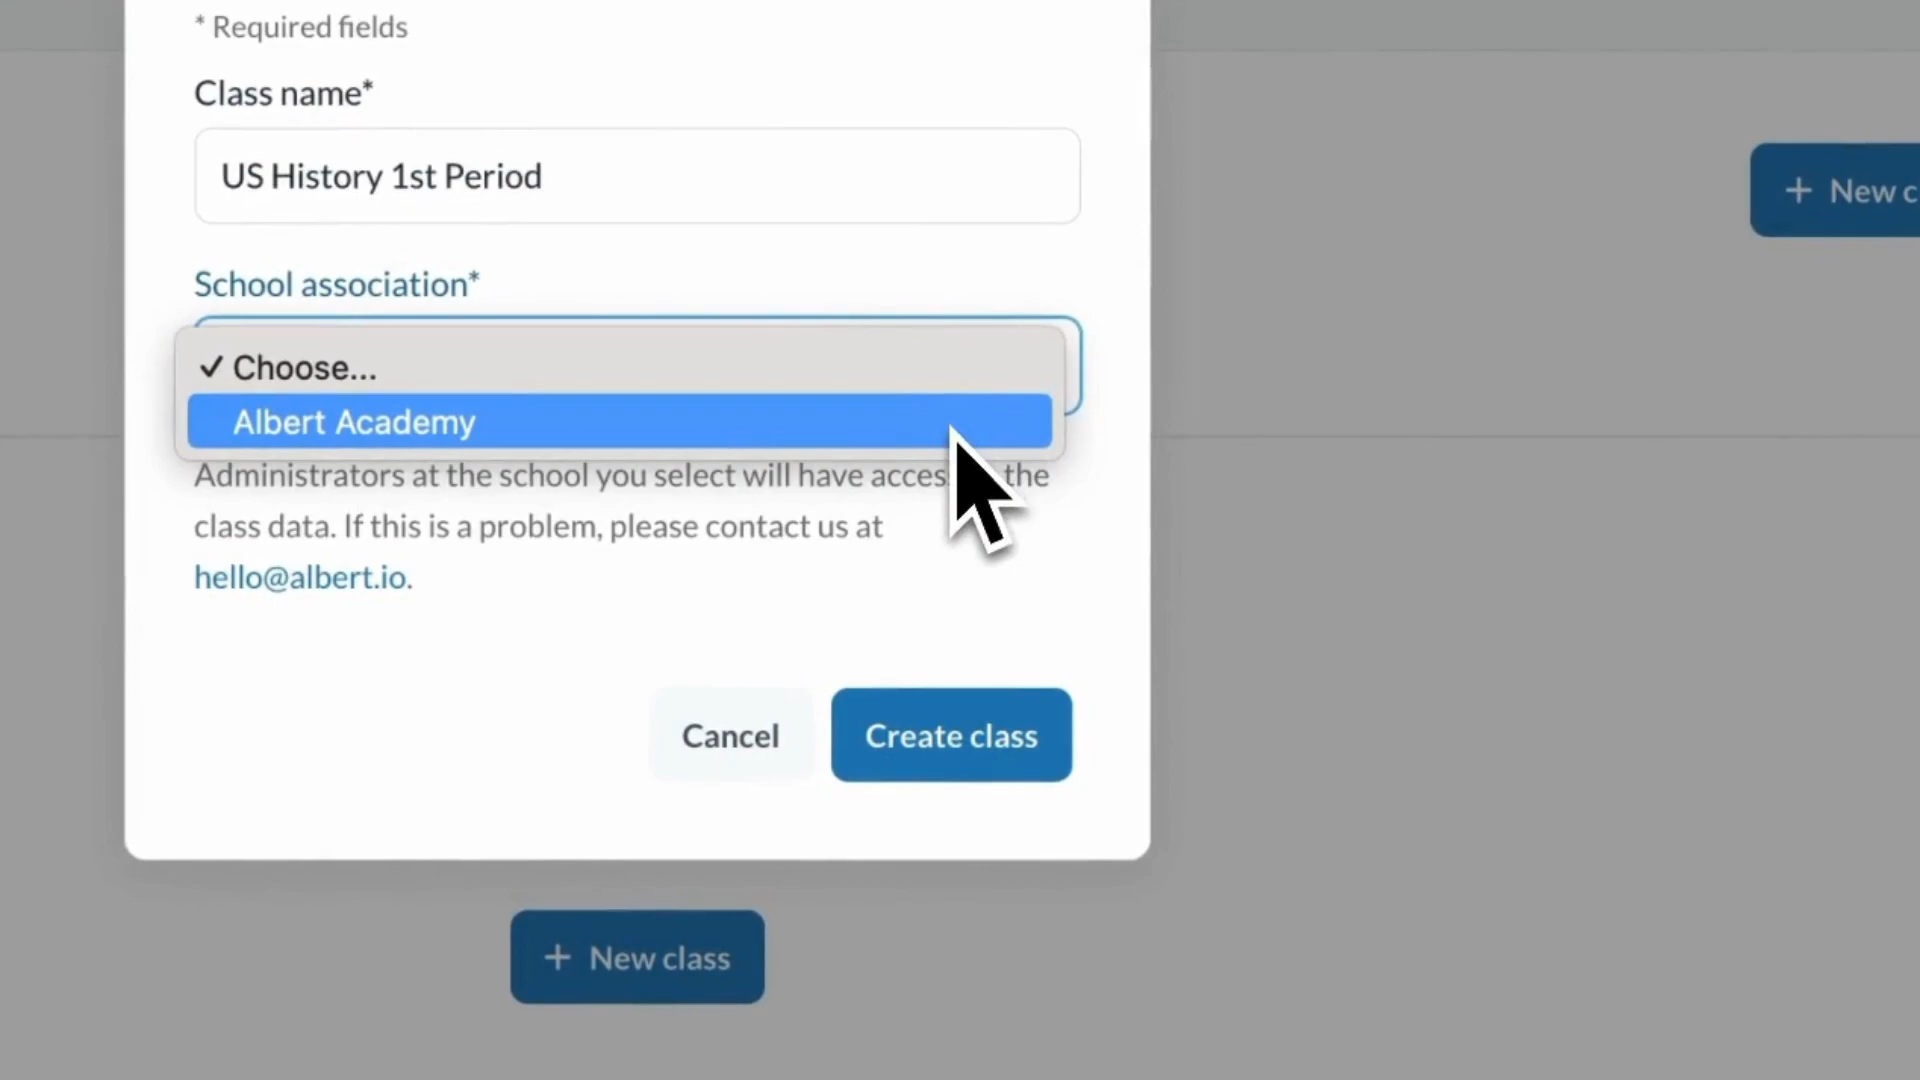 * Required fields
Class name*
US History 1st Period
+ New c
School association*
✓ Choose...
Albert Academy
Administrators at the school you select will have acces the
class data. If this is a problem, please contact us at
hello@albert.io.
Cancel
Create class
+ New class